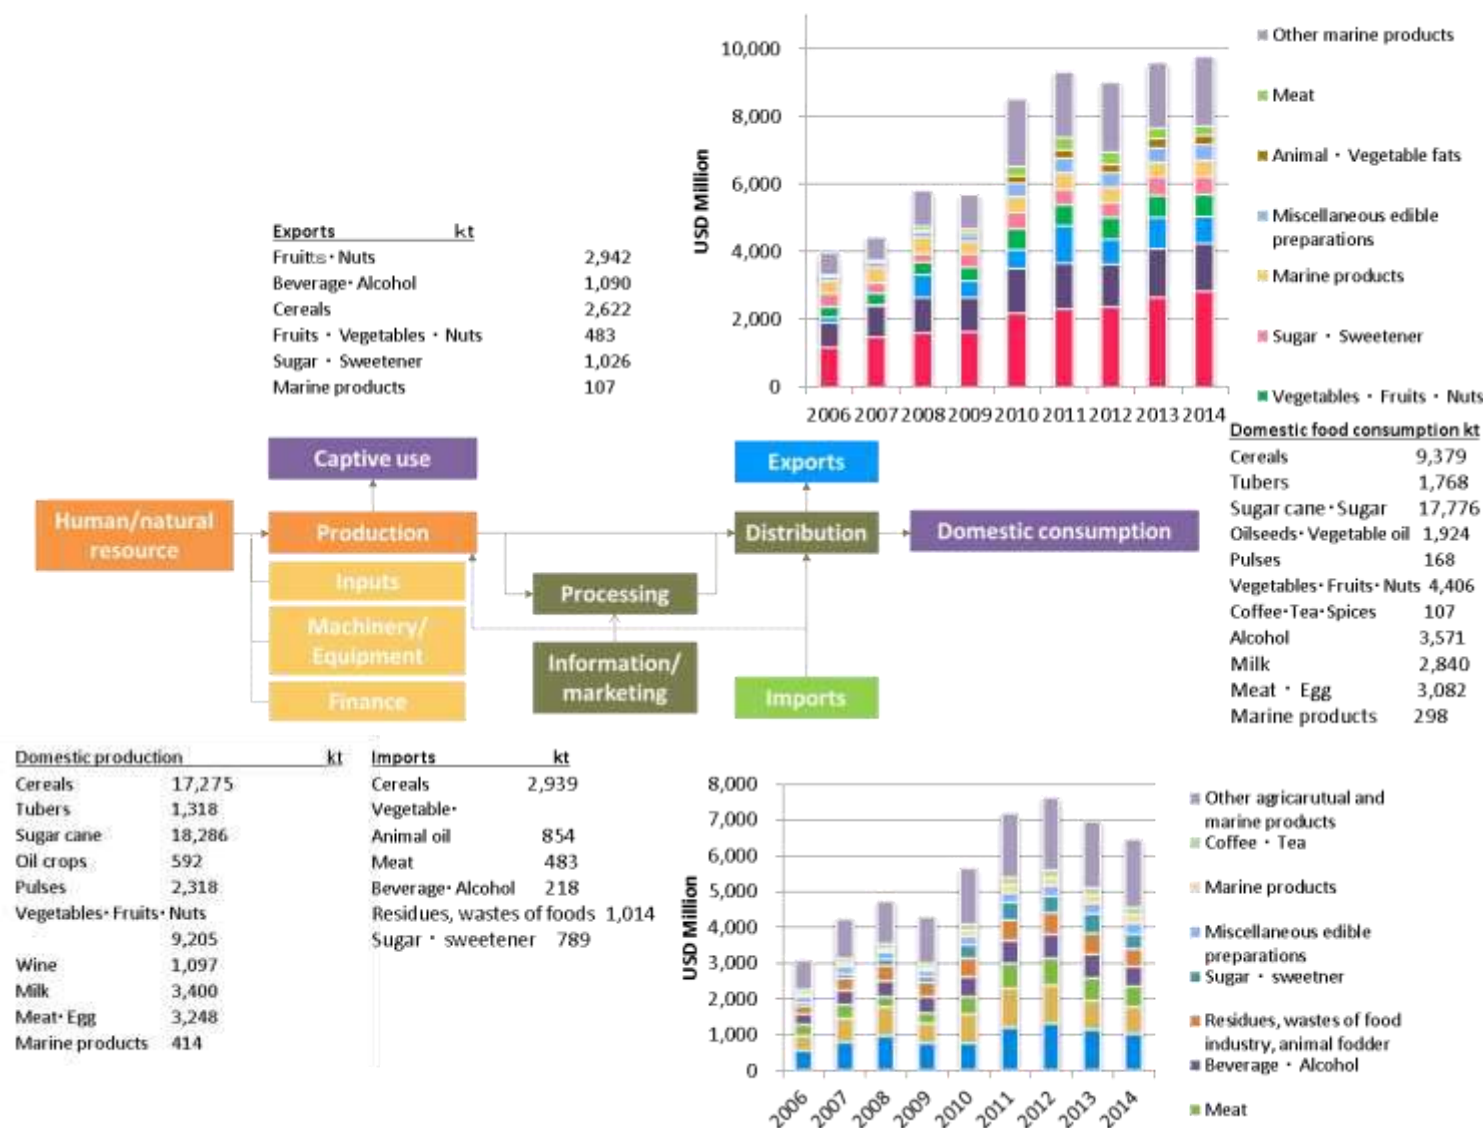 10,000
8,000
6,000
4,000
2,000
0
USD Million
2006 2007 2008 2009 2010 2011 2012 2013 2014
Other marine products
Meat
Animal・Vegetable fats
Miscellaneous edible
preparations
Marine products
Sugar・Sweetener
Vegetables・Fruits・Nuts
Exports kt
Fruitts・Nuts 2,942
Beverage・Alcohol 1,090
Cereals 2,622
Fruits・Vegetables・Nuts 483
Sugar・Sweetener 1,026
Marine products 107
Captive use
Exports
Human/natural
resource
Production
Distribution
Domestic consumption
Inputs
Processing
Machinery/
Equipment
Information/
marketing
Finance
Imports
Domestic food consumption kt
Cereals 9,379
Tubers 1,768
Sugar cane・Sugar 17,776
Oilseeds・Vegetable oil 1,924
Pulses 168
Vegetables・Fruits・Nuts 4,406
Coffee・Tea・Spices 107
Alcohol 3,571
Milk 2,840
Meat・Egg 3,082
Marine products 298
Domestic production kt
Cereals 17,275
Tubers 1,318
Sugar cane 18,286
Oil crops 592
Pulses 2,318
Vegetables・Fruits・Nuts
9,205
Wine 1,097
Milk 3,400
Meat・Egg 3,248
Marine products 414
Imports kt
Cereals 2,939
Vegetable・
Animal oil 854
Meat 483
Beverage・Alcohol 218
Residues, wastes of foods 1,014
Sugar・sweetener 789
8,000
7,000
6,000
5,000
4,000
3,000
2,000
1,000
0
USD Million
2006 2007 2008 2009 2010 2011 2012 2013 2014
Other agricarutual and
marine products
Coffee・Tea
Marine products
Miscellaneous edible
preparations
Sugar・sweetner
Residues, wastes of food
industry, animal fodder
Beverage・Alcohol
Meat